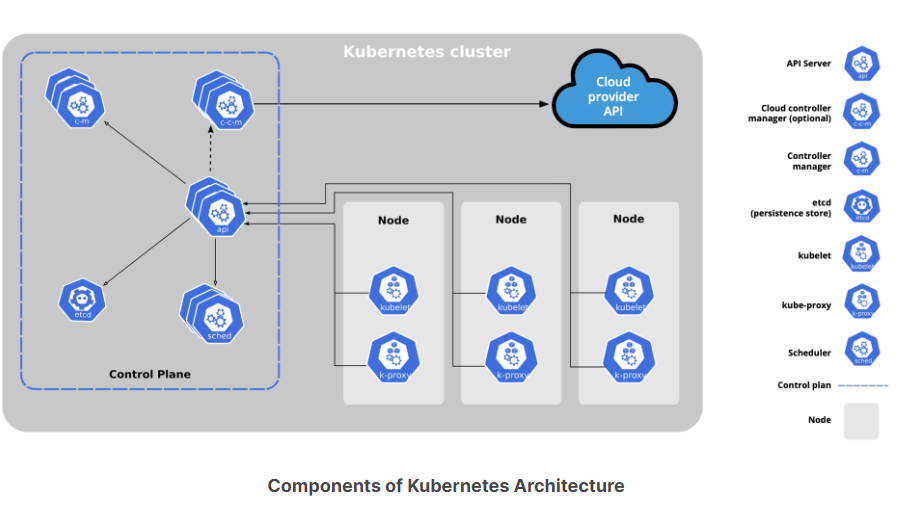 Kubernetes cluster
c-m
c-c-m
Cloud
provider
API
api
etcd
sched
Control Plane
Node
kubelet
k-proxy
Node
kubelet
k-proxy
Node
kubelet
k-proxy
API Server
api
Cloud controller
manager (optional)
c-c-m
Controller
manager
c-m
etcd
(persistence store)
etcd
kubelet
kubelet
kube-proxy
k-proxy
Scheduler
sched
Control plan
Node
Components of Kubernetes Architecture